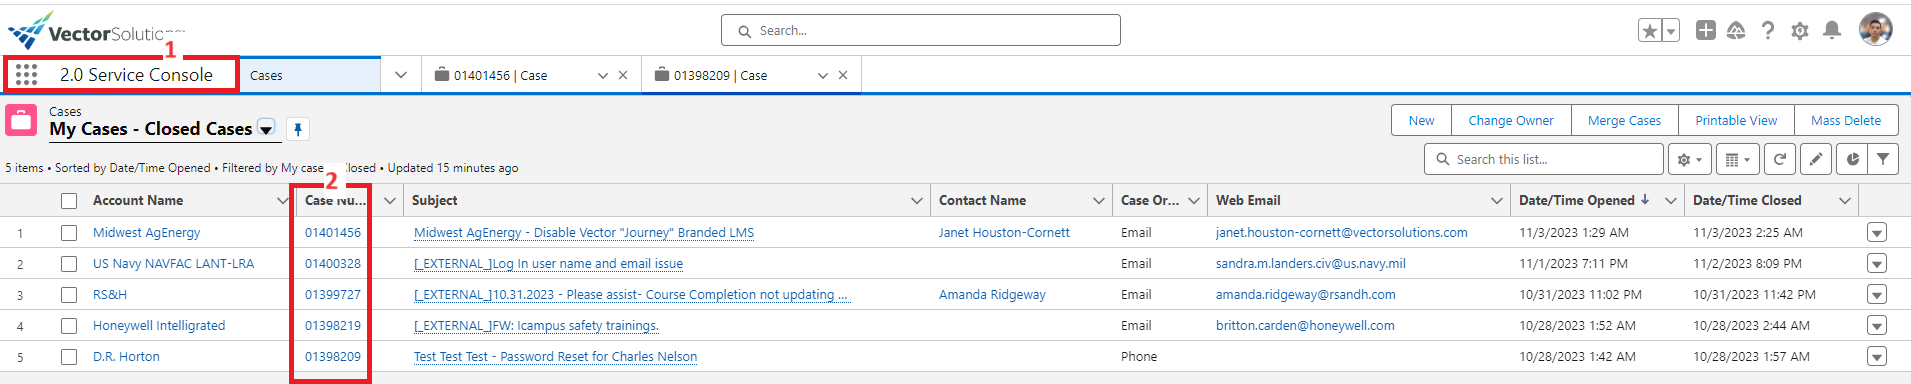 VectorSolutions
Search...
1
2.0 Service Console
Cases
01401456 | Case
01398209 | Case
Cases
My Cases - Closed Cases
New
Change Owner
Merge Cases
Printable View
Mass Delete
5 items • Sorted by Date/Time Opened • Filtered by My case Closed • Updated 15 minutes ago
Search this list...
2
Account Name Case Nu... Subject Contact Name Case Or... Web Email Date/Time Opened Date/Time Closed
1 Midwest AgEnergy 01401456 Midwest AgEnergy - Disable Vector "Journey" Branded LMS Janet Houston-Cornett Email janet.houston-cornett@vectorsolutions.com 11/3/2023 1:29 AM 11/3/2023 2:25 AM
2 US Navy NAVFAC LANT-LRA 01400328 [_EXTERNAL_]Log In user name and email issue Email sandra.m.landers.civ@us.navy.mil 11/1/2023 7:11 PM 11/2/2023 8:09 PM
3 RS&H 01399727 [_EXTERNAL_]10.31.2023 - Please assist- Course Completion not updating ... Amanda Ridgeway Email amanda.ridgeway@rsandh.com 10/31/2023 11:02 PM 10/31/2023 11:42 PM
4 Honeywell Intelligrated 01398219 [_EXTERNAL_]FW: Icampus safety trainings. Email britton.carden@honeywell.com 10/28/2023 1:52 AM 10/28/2023 2:44 AM
5 D.R. Horton 01398209 Test Test Test - Password Reset for Charles Nelson Phone 10/28/2023 1:42 AM 10/28/2023 1:57 AM